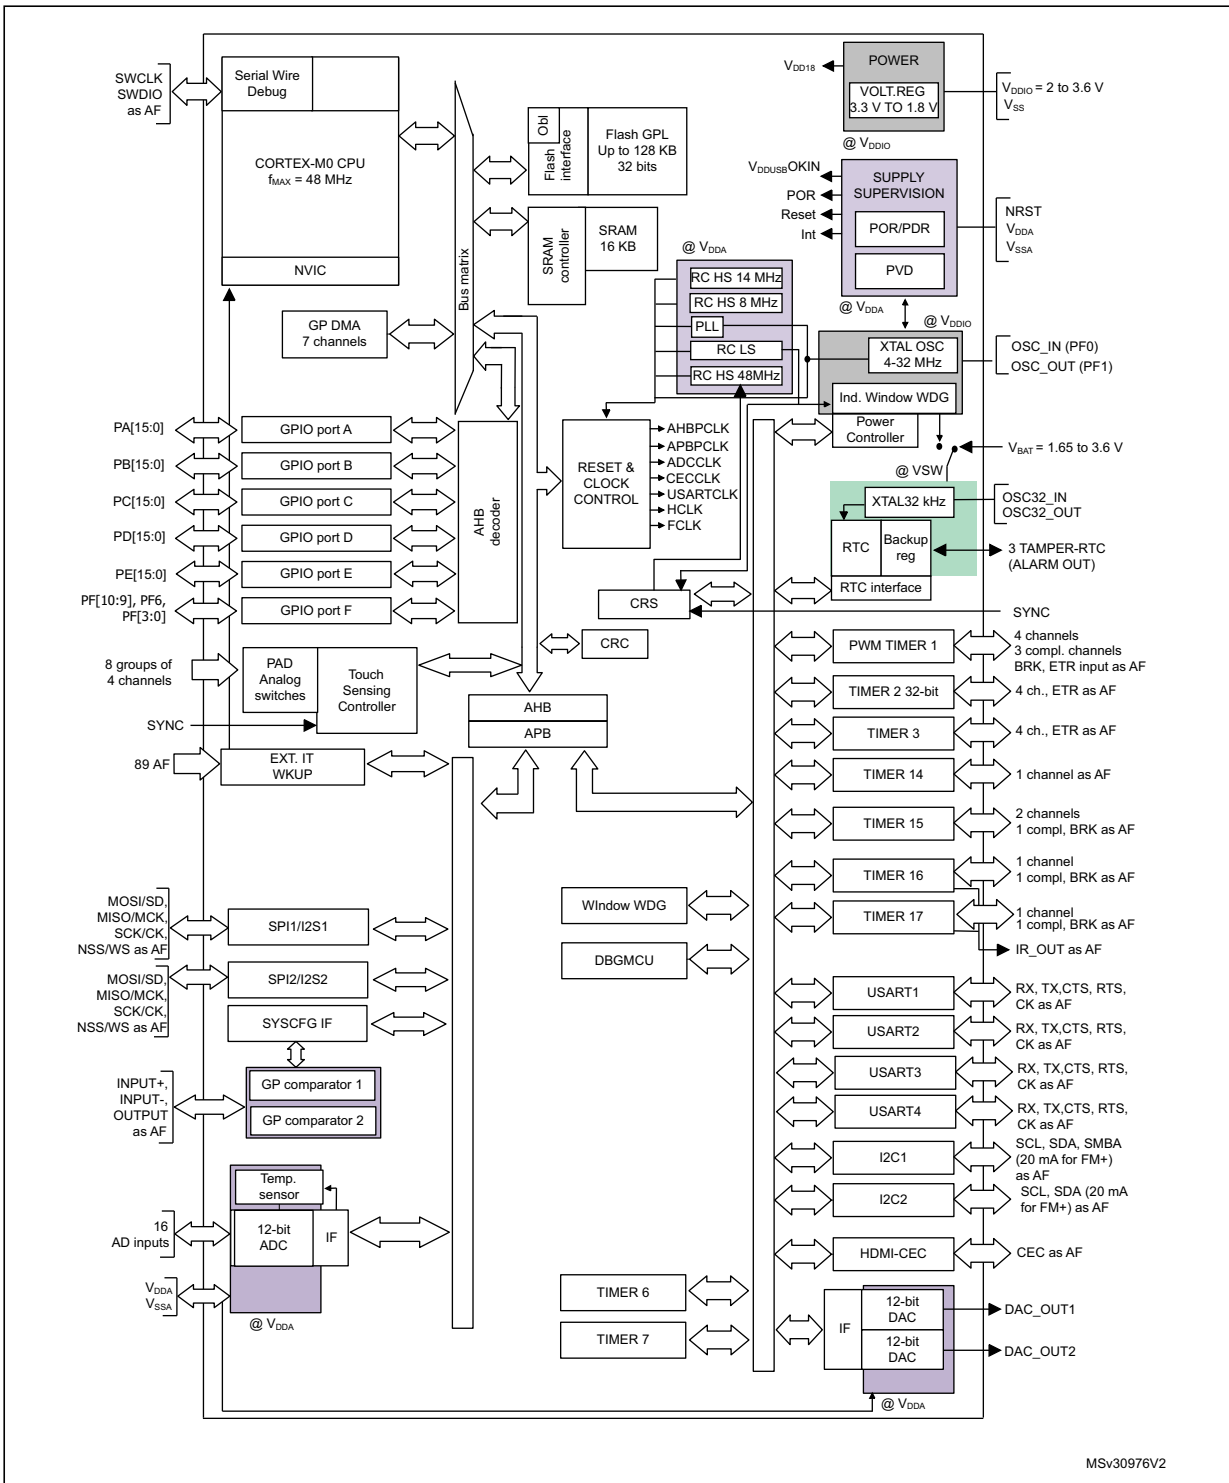 SWCLK
SWDIO
as AF
Serial Wire
Debug
CORTEX-M0 CPU
fMAX = 48 MHz
NVIC
Bus matrix
Obl
Flash
interface
Flash GPL
Up to 128 KB
32 bits
SRAM
controller
SRAM
16 KB
VDD18
POWER
VOLT.REG
3.3 V TO 1.8 V
VDDIO = 2 to 3.6 V
VSS
@ VDDIO
VDDUSBOKIN
POR
Reset
Int
SUPPLY
SUPERVISION
POR/PDR
PVD
NRST
VDDA
VSSA
@ VDDA
@ VDDA
RC HS 14 MHz
RC HS 8 MHz
PLL
RC LS
RC HS 48MHz
@ VDDIO
XTAL OSC
4-32 MHz
OSC_IN (PF0)
OSC_OUT (PF1)
Ind. Window WDG
Power
Controller
VBAT = 1.65 to 3.6 V
@ VSW
XTAL32 kHz
OSC32_IN
OSC32_OUT
RTC
Backup
reg
3 TAMPER-RTC
(ALARM OUT)
RTC interface
GP DMA
7 channels
PA[15:0]
GPIO port A
PB[15:0]
GPIO port B
PC[15:0]
GPIO port C
PD[15:0]
GPIO port D
PE[15:0]
GPIO port E
PF[10:9], PF6,
PF[3:0]
GPIO port F
AHB
decoder
RESET &
CLOCK
CONTROL
AHBPCLK
APBPCLK
ADCCLK
CECCLK
USARTCLK
HCLK
FCLK
CRS
SYNC
CRC
8 groups of
4 channels
PAD
Analog
switches
Touch
Sensing
Controller
SYNC
AHB
APB
89 AF
EXT. IT
WKUP
PWM TIMER 1
4 channels
3 compl. channels
BRK, ETR input as AF
TIMER 2 32-bit
4 ch., ETR as AF
TIMER 3
4 ch., ETR as AF
TIMER 14
1 channel as AF
TIMER 15
2 channels
1 compl, BRK as AF
TIMER 16
1 channel
1 compl, BRK as AF
TIMER 17
1 channel
1 compl, BRK as AF
IR_OUT as AF
WIndow WDG
DBGMCU
MOSI/SD,
MISO/MCK,
SCK/CK,
NSS/WS as AF
SPI1/I2S1
MOSI/SD,
MISO/MCK,
SCK/CK,
NSS/WS as AF
SPI2/I2S2
SYSCFG IF
INPUT+,
INPUT-,
OUTPUT
as AF
GP comparator 1
GP comparator 2
USART1
RX, TX,CTS, RTS,
CK as AF
USART2
RX, TX,CTS, RTS,
CK as AF
USART3
RX, TX,CTS, RTS,
CK as AF
USART4
RX, TX,CTS, RTS,
CK as AF
I2C1
SCL, SDA, SMBA
(20 mA for FM+)
as AF
I2C2
SCL, SDA (20 mA
for FM+) as AF
HDMI-CEC
CEC as AF
Temp.
sensor
16
AD inputs
12-bit
ADC
IF
VDDA
VSSA
@ VDDA
TIMER 6
TIMER 7
IF
12-bit
DAC
DAC_OUT1
12-bit
DAC
DAC_OUT2
@ VDDA
MSv30976V2